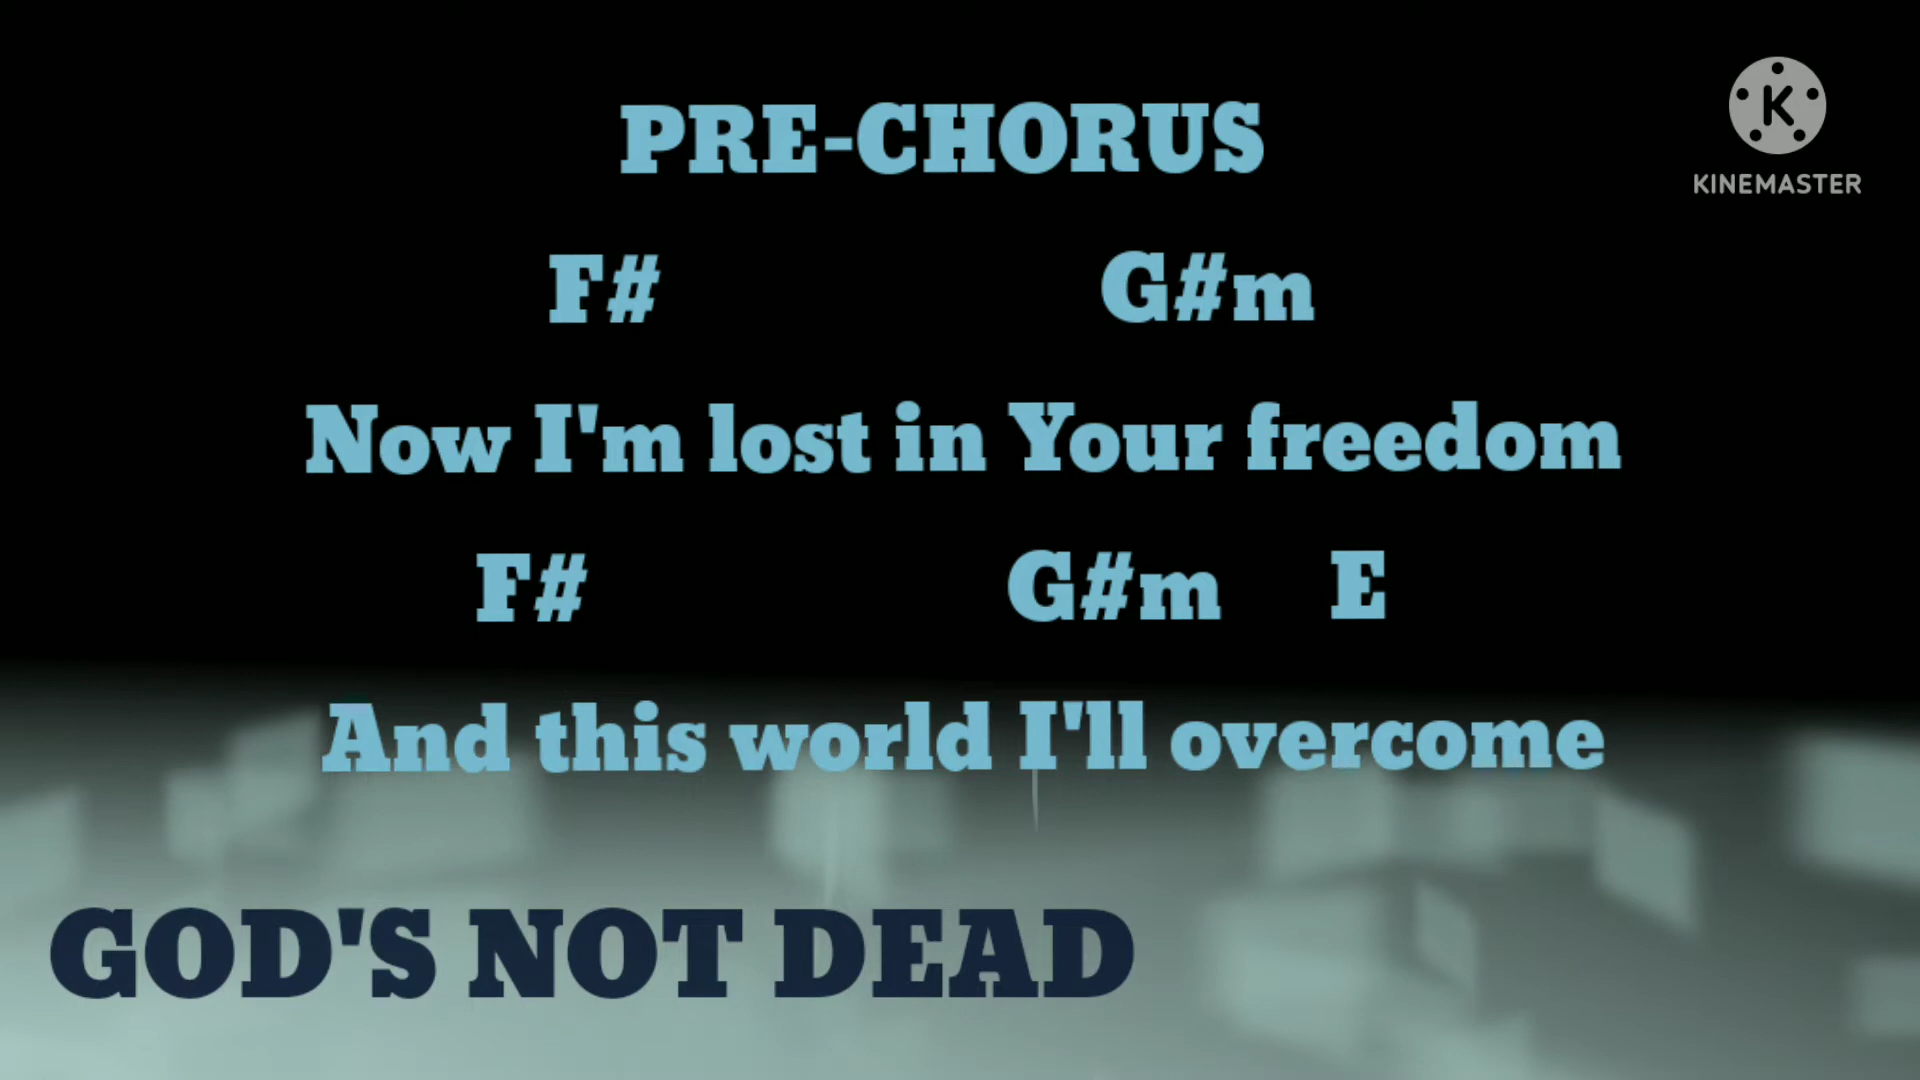 PRE-CHORUS
K
KINEMASTER
F# G#m
Now I'm lost in Your freedom
F# G#m E
And this world I'll overcome
GOD'S NOT DEAD